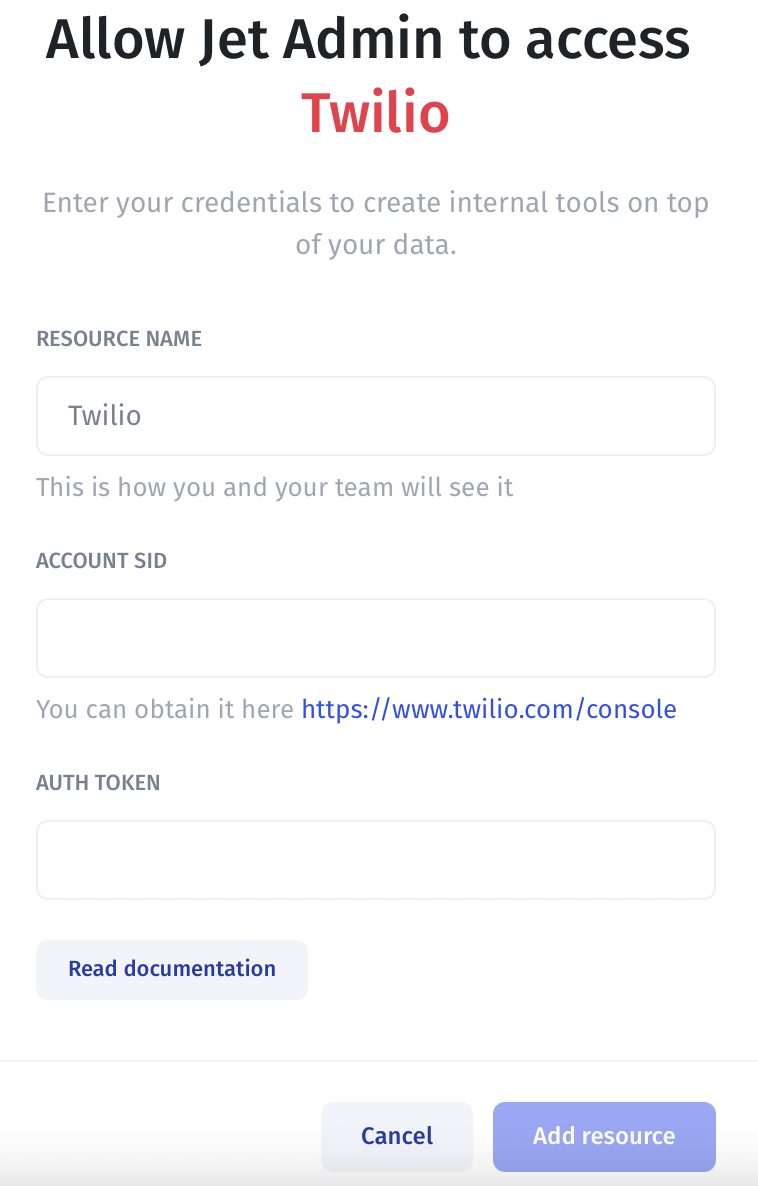 Allow Jet Admin to access
Twilio
Enter your credentials to create internal tools on top
of your data.
RESOURCE NAME
Twilio
This is how you and your team will see it
ACCOUNT SID
You can obtain it here https://www.twilio.com/console
AUTH TOKEN
Read documentation
Cancel
Add resource